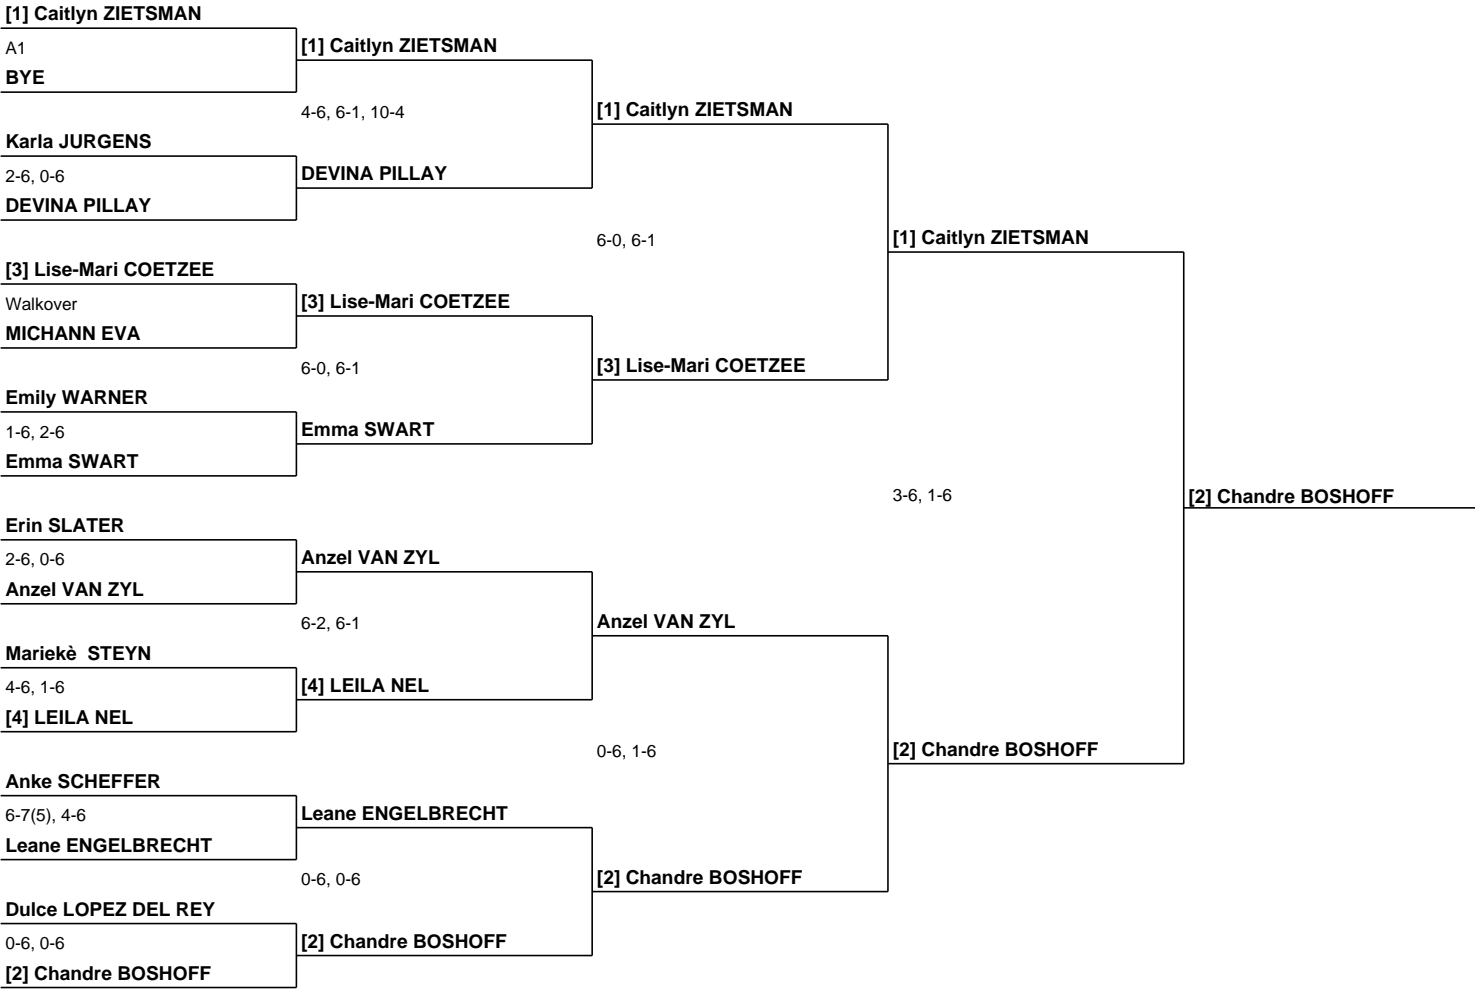 [1] Caitlyn ZIETSMAN
A1
BYE
[1] Caitlyn ZIETSMAN
4-6, 6-1, 10-4
Karla JURGENS
2-6, 0-6
DEVINA PILLAY
DEVINA PILLAY
[1] Caitlyn ZIETSMAN
6-0, 6-1
[3] Lise-Mari COETZEE
Walkover
MICHANN EVA
[3] Lise-Mari COETZEE
6-0, 6-1
Emily WARNER
1-6, 2-6
Emma SWART
Emma SWART
[3] Lise-Mari COETZEE
[1] Caitlyn ZIETSMAN
3-6, 1-6
[2] Chandre BOSHOFF
Erin SLATER
2-6, 0-6
Anzel VAN ZYL
Anzel VAN ZYL
6-2, 6-1
Mariekè  STEYN
4-6, 1-6
[4] LEILA NEL
[4] LEILA NEL
Anzel VAN ZYL
0-6, 1-6
[2] Chandre BOSHOFF
Anke SCHEFFER
6-7(5), 4-6
Leane ENGELBRECHT
Leane ENGELBRECHT
0-6, 0-6
Dulce LOPEZ DEL REY
0-6, 0-6
[2] Chandre BOSHOFF
[2] Chandre BOSHOFF
[2] Chandre BOSHOFF